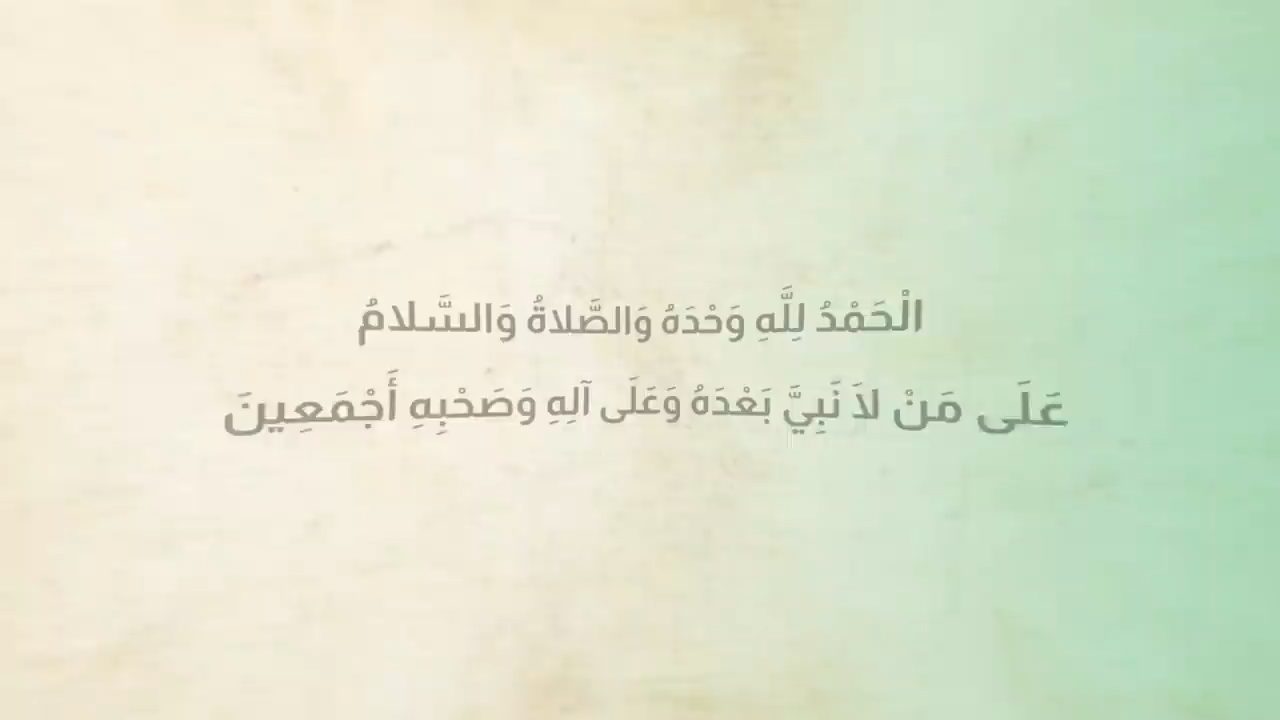 الْحَمْدُ لِلَّهِ وَحْدَهُ وَالصَّلاةُ وَالسَّلامُ
عَلَى مَنْ لاَ نَبِيَّ بَعْدَهُ وَعَلَى آلِهِ وَصَحْبِهِ أَجْمَعِينَ